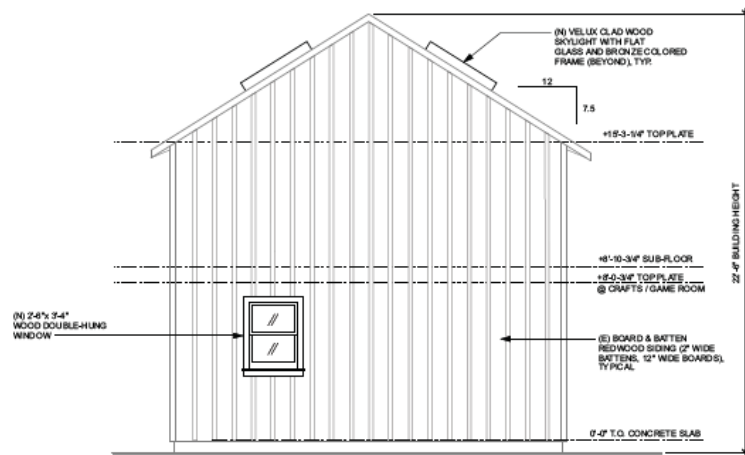 (N) VELUX CLAD WOOD
SKYLIGHT WITH FLAT
GLASS AND BRONZE COLORED
FRAME (BEYOND), TYP.
12
7.5
+15'-3-1/4" TOP PLATE
22'-6" BUILDING HEIGHT
+8'-10-3/4" SUB-FLOOR
+8'-0-3/4" TOP PLATE
@ CRAFTS / GAME ROOM
(N) 2'-6"x 3'-4"
WOOD DOUBLE-HUNG
WINDOW
(E) BOARD & BATTEN
REDWOOD SIDING (2" WIDE
BATTENS, 12" WIDE BOARDS),
TYPICAL
0'-0" T.O. CONCRETE SLAB